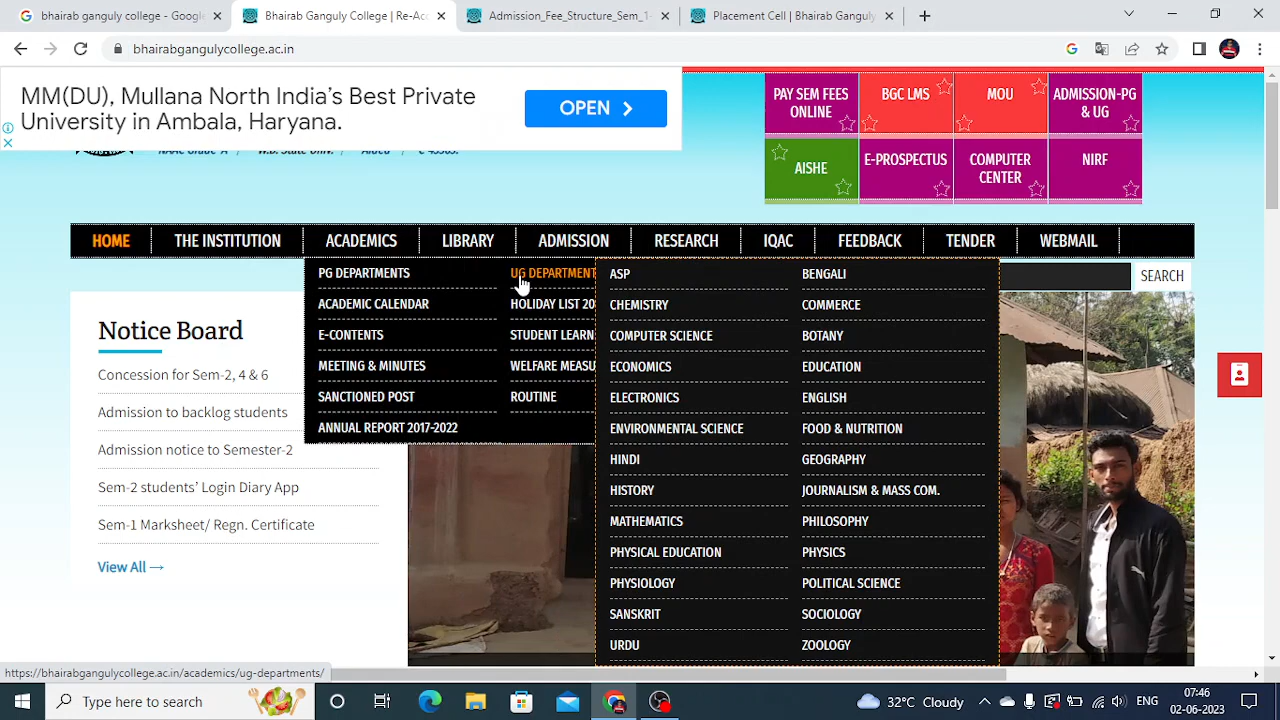 bhairab ganguly college - Google
Bhairab Ganguly College | Re-Acc
Admission_Fee_Structure_Sem_1-
Placement Cell | Bhairab Ganguly
bhairabgangulycollege.ac.in
MM(DU), Mullana North India's Best Private
University in Ambala, Haryana.
OPEN
PAY SEM FEES
ONLINE
BGC LMS
MOU
ADMISSION-PG
& UG
AISHE
E-PROSPECTUS
COMPUTER
CENTER
NIRF
HOME
THE INSTITUTION
ACADEMICS
LIBRARY
ADMISSION
RESEARCH
IQAC
FEEDBACK
TENDER
WEBMAIL
SEARCH
PG DEPARTMENTS
ACADEMIC CALENDAR
E-CONTENTS
MEETING & MINUTES
SANCTIONED POST
ANNUAL REPORT 2017-2022
UG DEPARTMENT
HOLIDAY LIST 20
STUDENT LEARN
WELFARE MEASU
ROUTINE
ASP
CHEMISTRY
COMPUTER SCIENCE
ECONOMICS
ELECTRONICS
ENVIRONMENTAL SCIENCE
HINDI
HISTORY
MATHEMATICS
PHYSICAL EDUCATION
PHYSIOLOGY
SANSKRIT
URDU
BENGALI
COMMERCE
BOTANY
EDUCATION
ENGLISH
FOOD & NUTRITION
GEOGRAPHY
JOURNALISM & MASS COM.
PHILOSOPHY
PHYSICS
POLITICAL SCIENCE
SOCIOLOGY
ZOOLOGY
Notice Board
Concession for Sem-2, 4 & 6
Admission to backlog students
Admission notice to Semester-2
Sem-2 students' Login Diary App
Sem-1 Marksheet/ Regn. Certificate
View All →
https://bhairabgangulycollege.ac.in/academics/ug-departments/
Type here to search
32°C Cloudy
ENG
07:46
02-06-2023